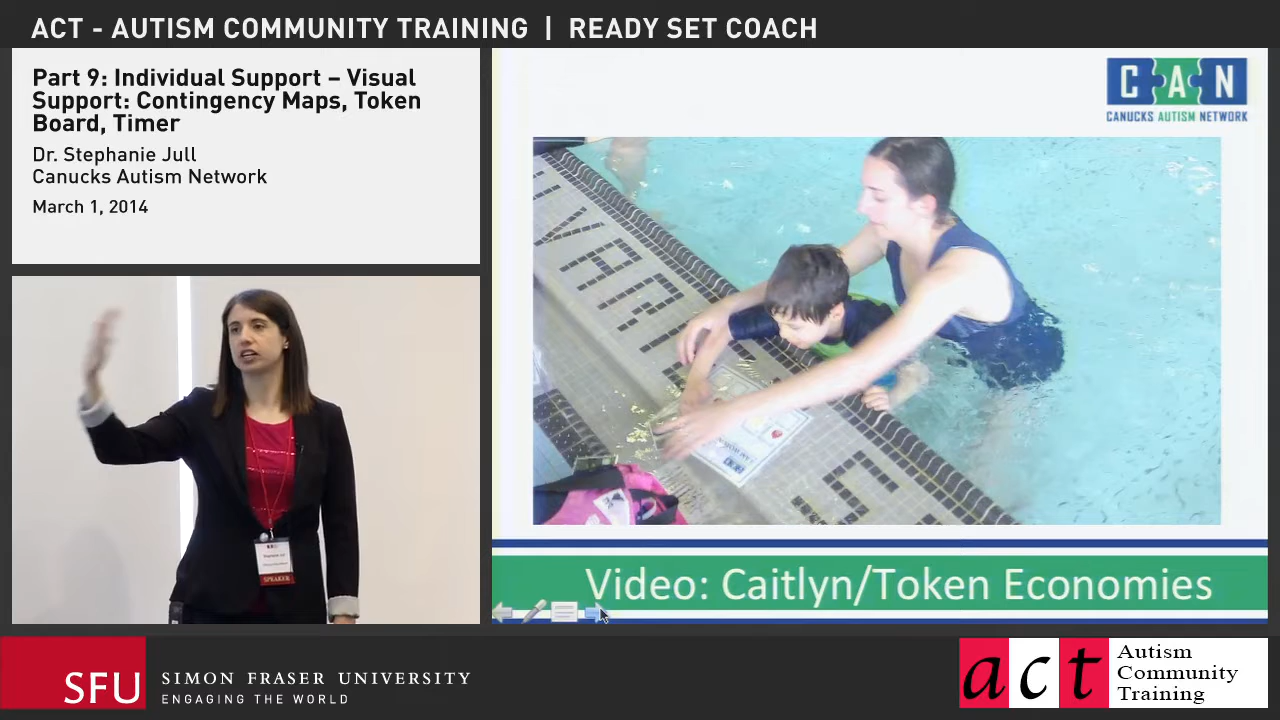 ACT - AUTISM COMMUNITY TRAINING | READY SET COACH
Part 9: Individual Support – Visual
Support: Contingency Maps, Token
Board, Timer
Dr. Stephanie Jull
Canucks Autism Network
March 1, 2014
CAN
CANUCKS AUTISM NETWORK
SPEAKER
Video: Caitlyn/Token Economies
SFU
SIMON FRASER UNIVERSITY
ENGAGING THE WORLD
act
Autism
Community
Training